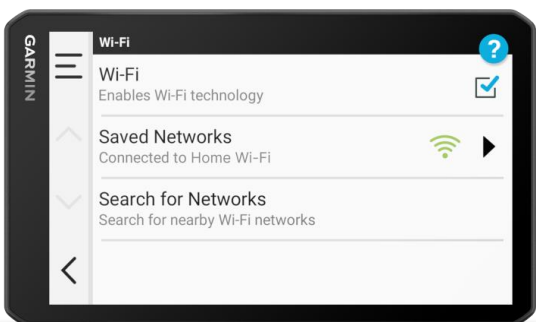 GARMIN
Wi-Fi
?
Wi-Fi
Enables Wi-Fi technology
Saved Networks
Connected to Home Wi-Fi
Search for Networks
Search for nearby Wi-Fi networks